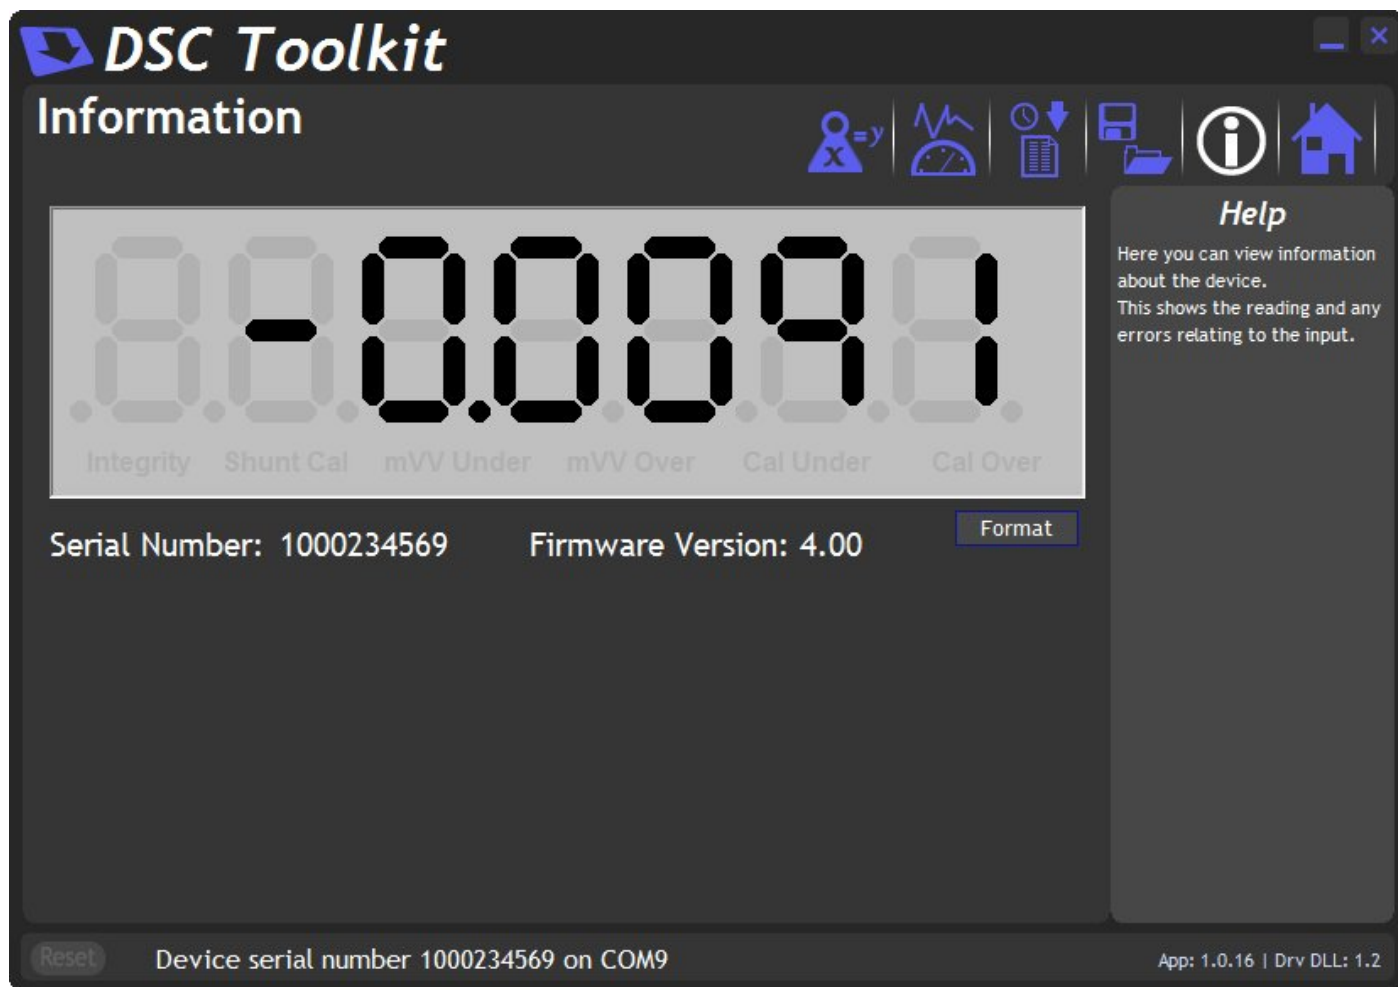 DSC Toolkit
Information
x=y
Help
Here you can view information
about the device.
This shows the reading and any
errors relating to the input.
-0.0091
Integrity Shunt Cal mVV Under mVV Over Cal Under Cal Over
Format
Serial Number: 1000234569 Firmware Version: 4.00
Reset Device serial number 1000234569 on COM9 App: 1.0.16 | Drv DLL: 1.2